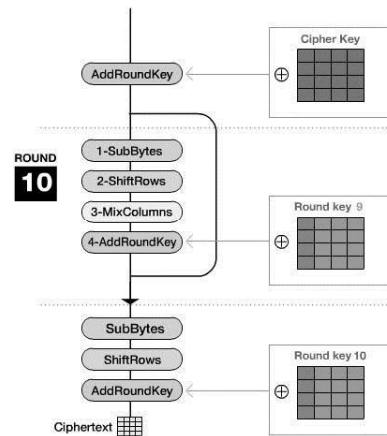 Cipher Key
AddRoundKey
ROUND
10
1-SubBytes
2-ShiftRows
3-MixColumns
4-AddRoundKey
Round key 9
SubBytes
ShiftRows
AddRoundKey
Round key 10
Ciphertext